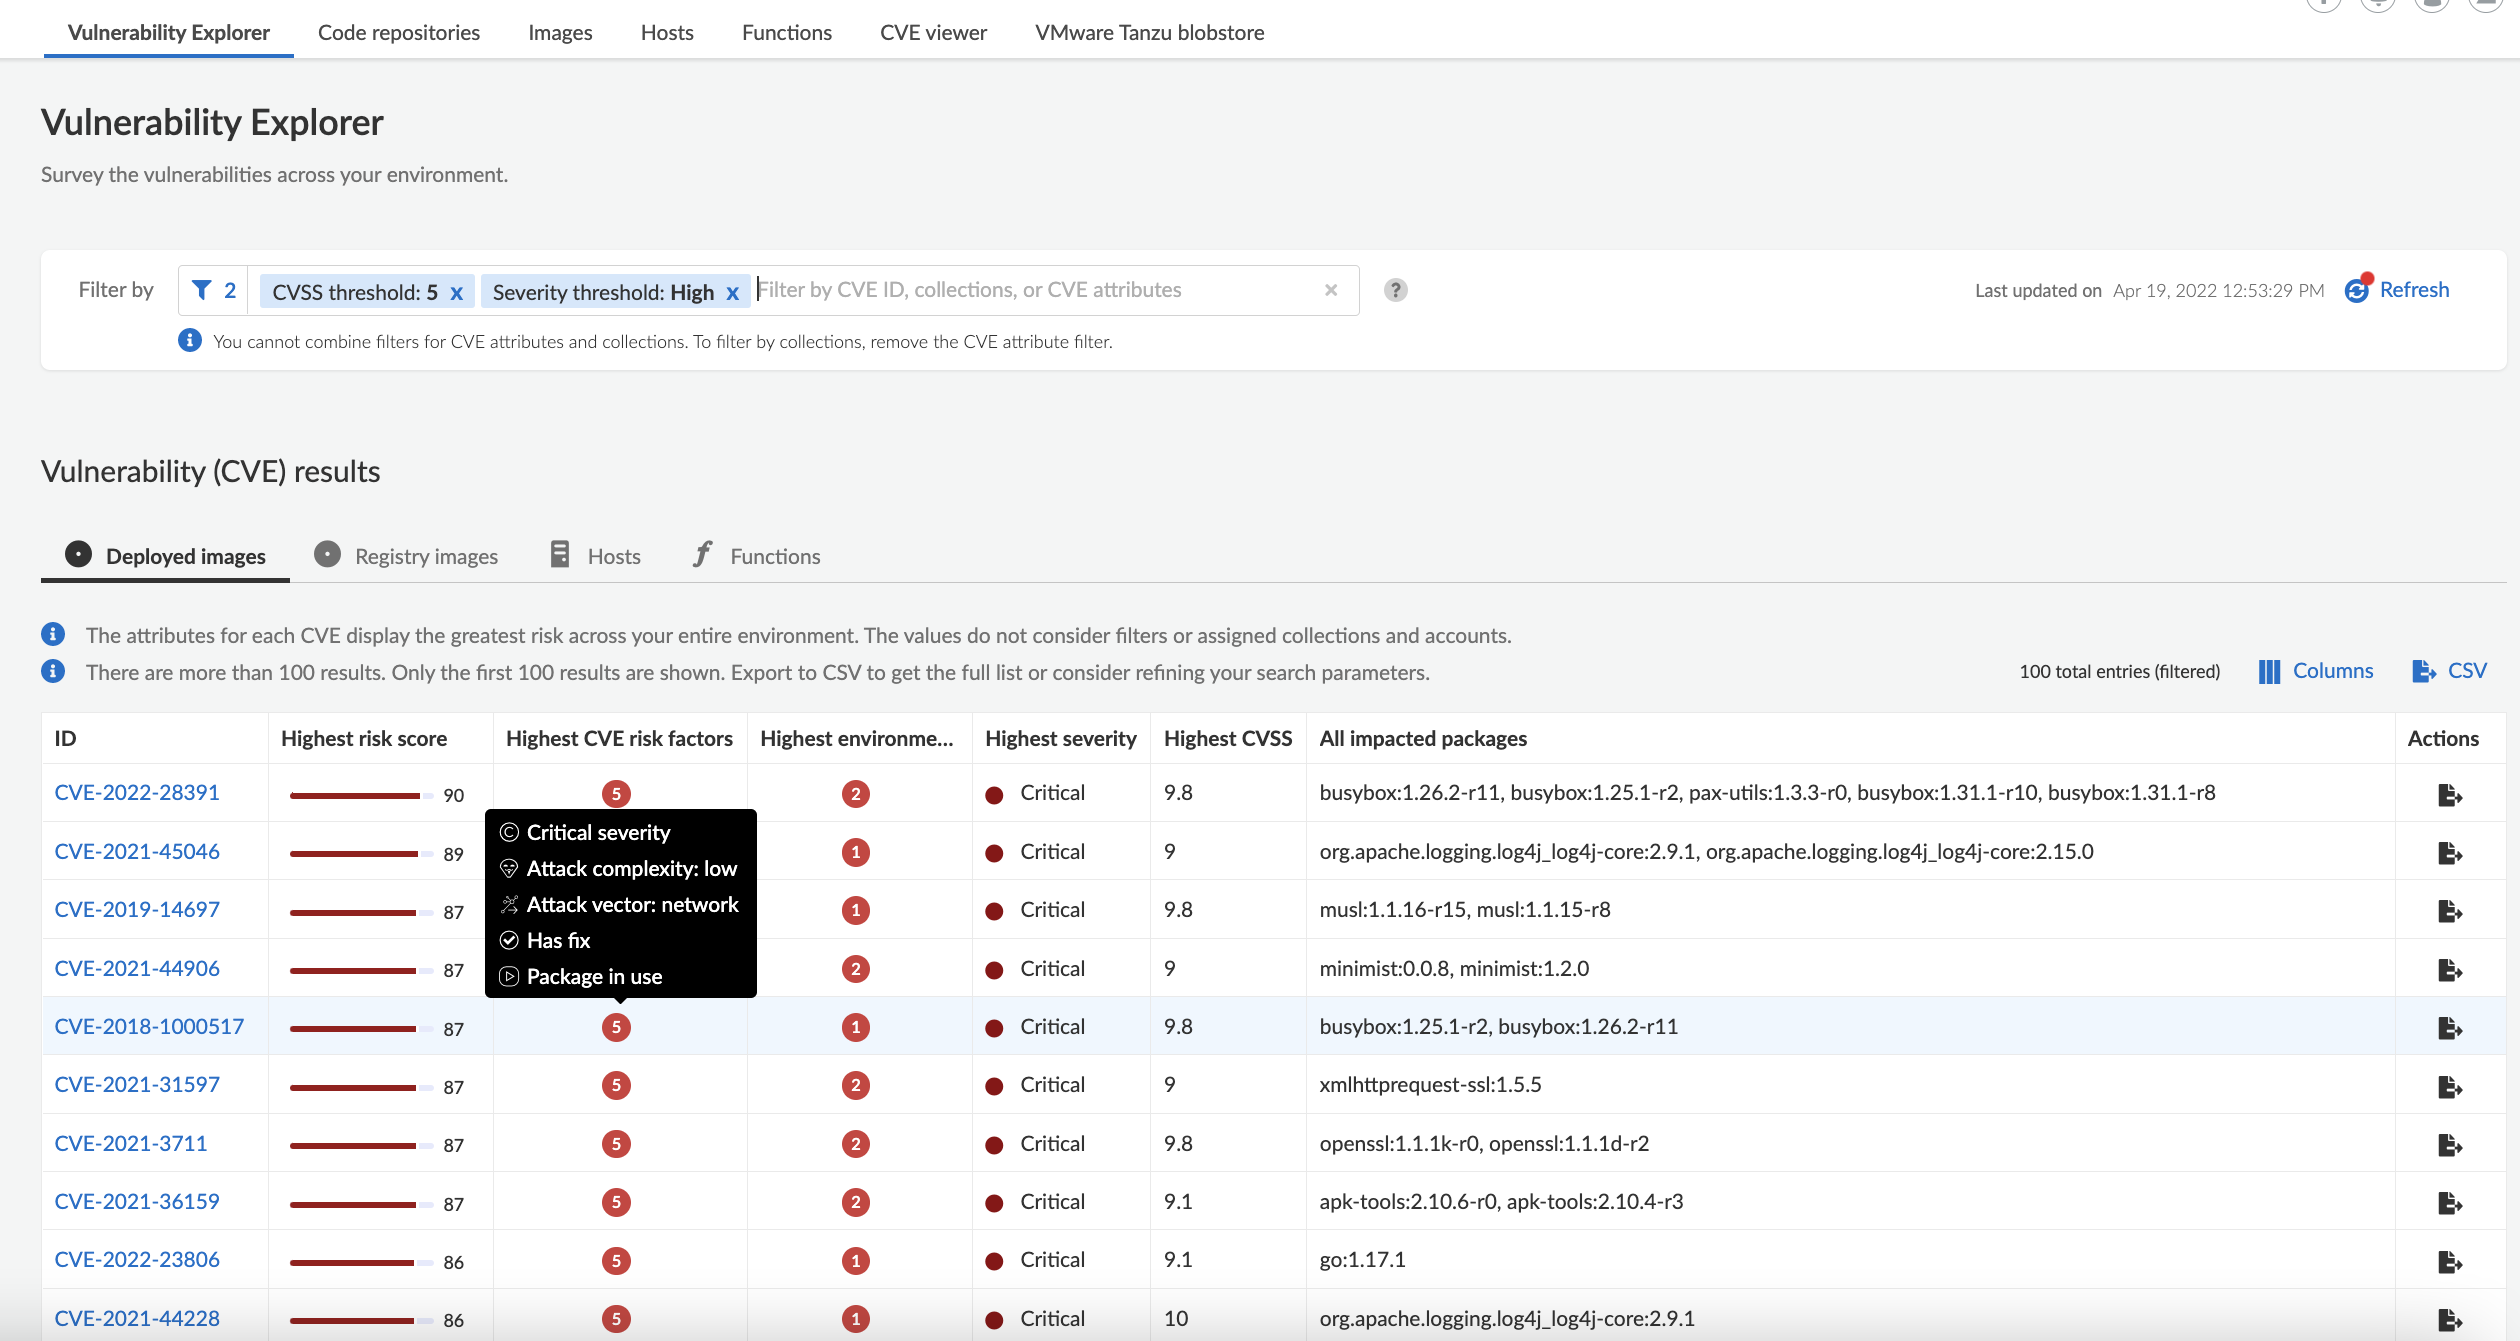 Vulnerability Explorer Code repositories Images Hosts Functions CVE viewer VMware Tanzu blobstore
Vulnerability Explorer
Survey the vulnerabilities across your environment.
Filter by 2 CVSS threshold: 5 x Severity threshold: High x Filter by CVE ID, collections, or CVE attributes × ? Last updated on Apr 19, 2022 12:53:29 PM Refresh
You cannot combine filters for CVE attributes and collections. To filter by collections, remove the CVE attribute filter.
Vulnerability (CVE) results
Deployed images Registry images Hosts Functions
The attributes for each CVE display the greatest risk across your entire environment. The values do not consider filters or assigned collections and accounts.
There are more than 100 results. Only the first 100 results are shown. Export to CSV to get the full list or consider refining your search parameters. 100 total entries (filtered) Columns CSV
ID Highest risk score Highest CVE risk factors Highest environme... Highest severity Highest CVSS All impacted packages Actions
CVE-2022-28391 90 5 2 Critical 9.8 busybox:1.26.2-r11, busybox:1.25.1-r2, pax-utils:1.3.3-r0, busybox:1.31.1-r10, busybox:1.31.1-r8
CVE-2021-45046 89 1 Critical 9 org.apache.logging.log4j_log4j-core:2.9.1, org.apache.logging.log4j_log4j-core:2.15.0
CVE-2019-14697 87 1 Critical 9.8 musl:1.1.16-r15, musl:1.1.15-r8
CVE-2021-44906 87 2 Critical 9 minimist:0.0.8, minimist:1.2.0
Critical severity
Attack complexity: low
Attack vector: network
Has fix
Package in use
CVE-2018-1000517 87 5 1 Critical 9.8 busybox:1.25.1-r2, busybox:1.26.2-r11
CVE-2021-31597 87 5 2 Critical 9 xmlhttprequest-ssl:1.5.5
CVE-2021-3711 87 5 2 Critical 9.8 openssl:1.1.1k-r0, openssl:1.1.1d-r2
CVE-2021-36159 87 5 2 Critical 9.1 apk-tools:2.10.6-r0, apk-tools:2.10.4-r3
CVE-2022-23806 86 5 1 Critical 9.1 go:1.17.1
CVE-2021-44228 86 5 1 Critical 10 org.apache.logging.log4j_log4j-core:2.9.1